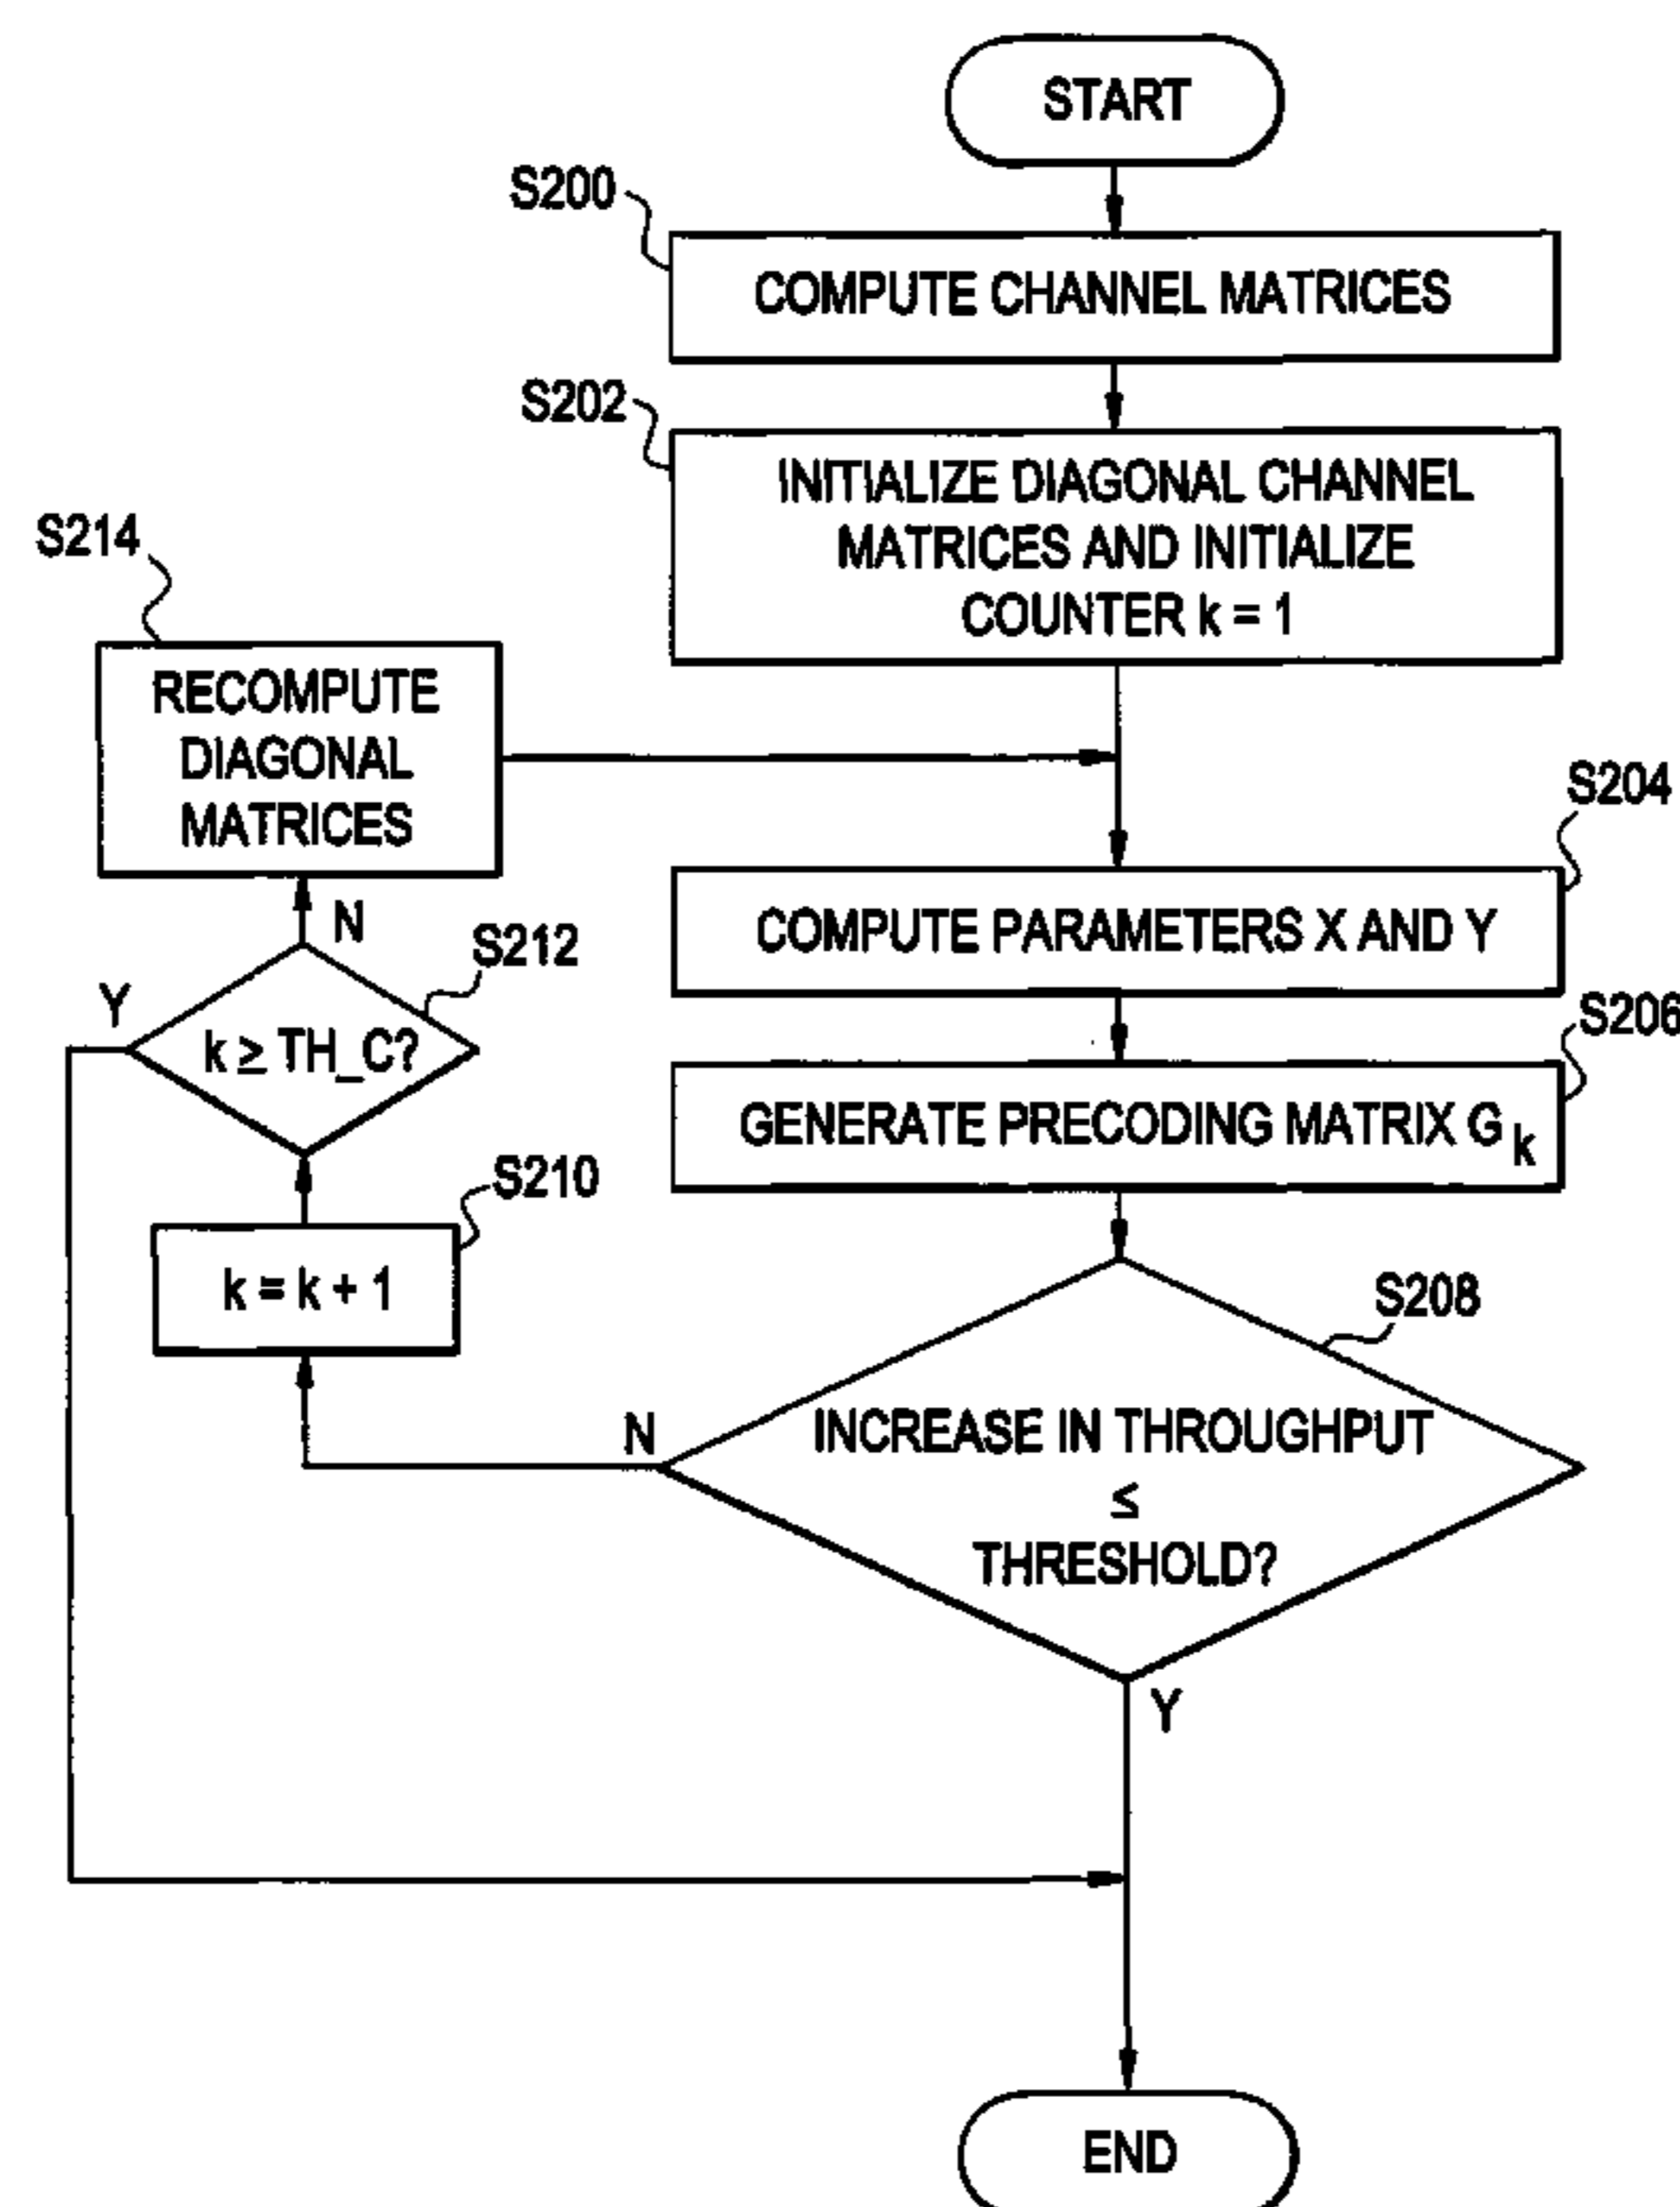 START
S200
COMPUTE CHANNEL MATRICES
S202
INITIALIZE DIAGONAL CHANNEL
MATRICES AND INITIALIZE
COUNTER k = 1
S214
RECOMPUTE
DIAGONAL
MATRICES
S204
COMPUTE PARAMETERS X AND Y
N
S212
Y
k ≥ TH_C?
S206
GENERATE PRECODING MATRIX G k
S210
k = k + 1
S208
N
INCREASE IN THROUGHPUT
≤
THRESHOLD?
Y
END